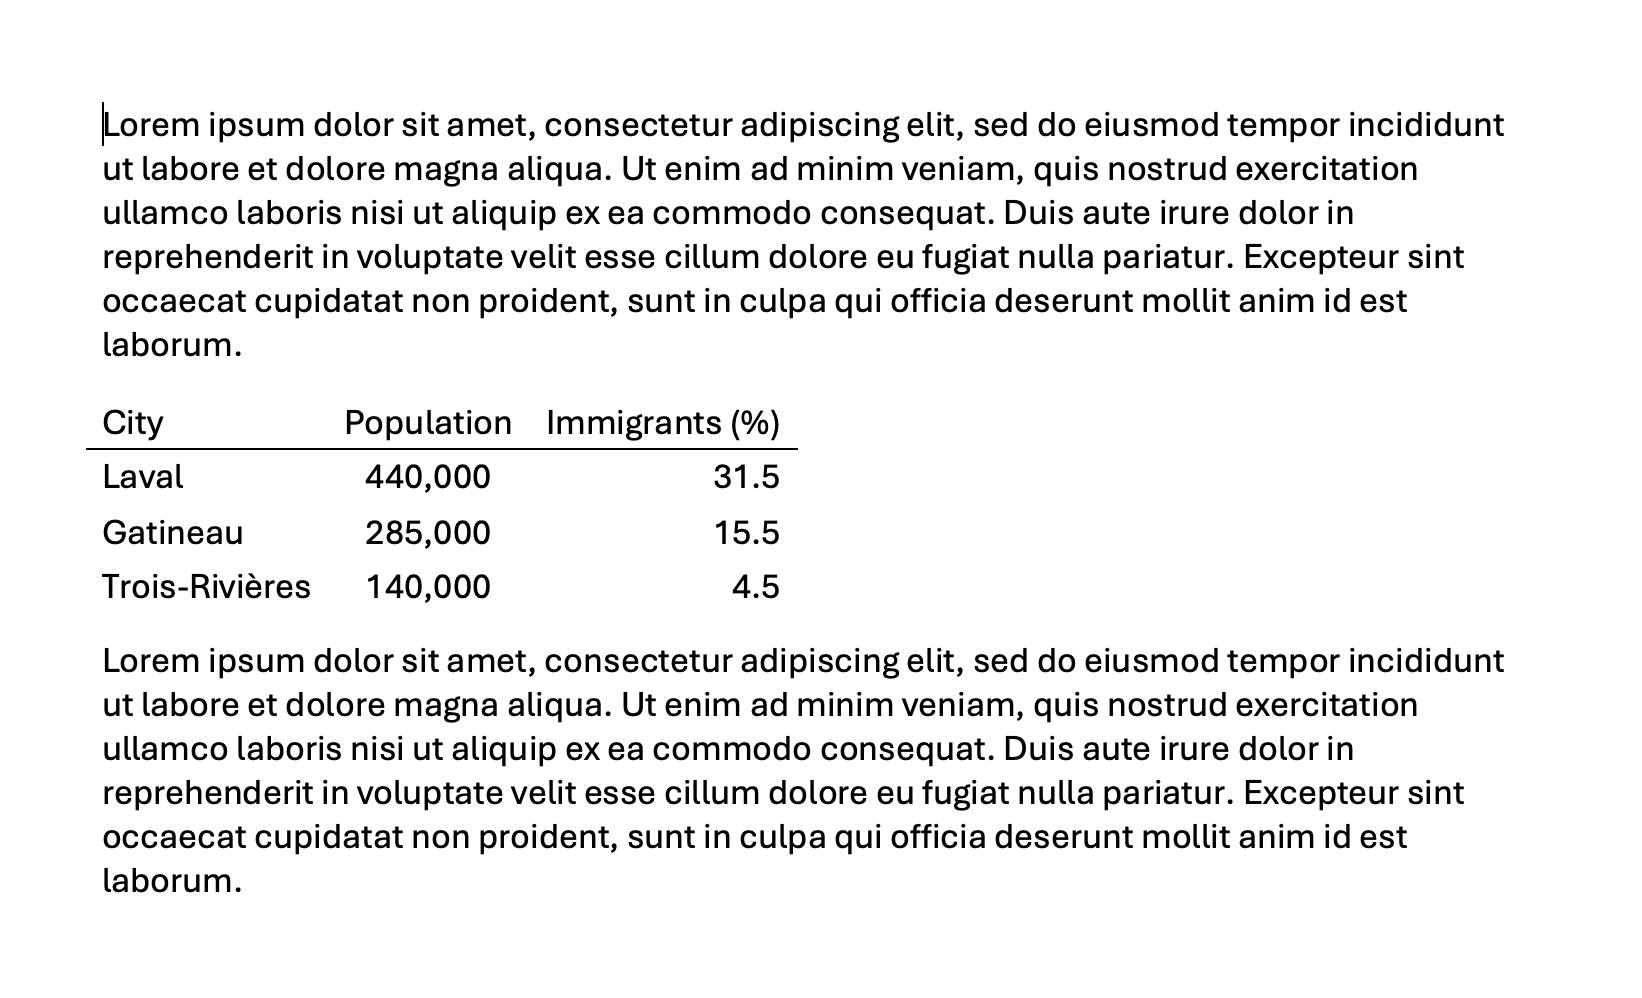 Lorem ipsum dolor sit amet, consectetur adipiscing elit, sed do eiusmod tempor incididunt
ut labore et dolore magna aliqua. Ut enim ad minim veniam, quis nostrud exercitation
ullamco laboris nisi ut aliquip ex ea commodo consequat. Duis aute irure dolor in
reprehenderit in voluptate velit esse cillum dolore eu fugiat nulla pariatur. Excepteur sint
occaecat cupidatat non proident, sunt in culpa qui officia deserunt mollit anim id est
laborum.
City Population Immigrants (%)
Laval 440,000 31.5
Gatineau 285,000 15.5
Trois-Rivières 140,000 4.5
Lorem ipsum dolor sit amet, consectetur adipiscing elit, sed do eiusmod tempor incididunt
ut labore et dolore magna aliqua. Ut enim ad minim veniam, quis nostrud exercitation
ullamco laboris nisi ut aliquip ex ea commodo consequat. Duis aute irure dolor in
reprehenderit in voluptate velit esse cillum dolore eu fugiat nulla pariatur. Excepteur sint
occaecat cupidatat non proident, sunt in culpa qui officia deserunt mollit anim id est
laborum.